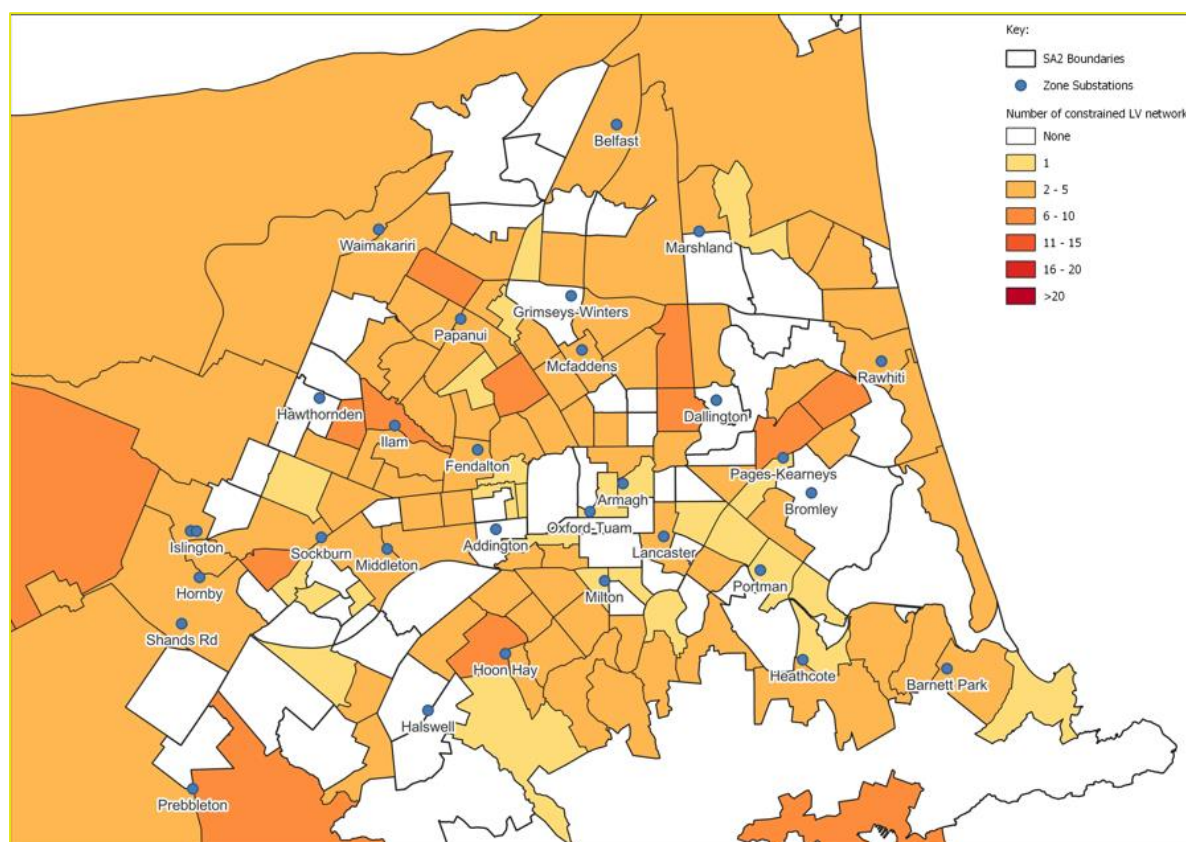 Key:
SA2 Boundaries
Zone Substations
Number of constrained LV network
None
1
2 - 5
6 - 10
11 - 15
16 - 20
>20
Belfast
Waimakariri
Marshland
Grimseys-Winters
Papanui
Mcfaddens
Rawhiti
Hawthornden
Dallington
Ilam
Fendalton
Pages-Kearneys
Armagh
Bromley
Oxford-Tuam
Islington
Sockburn
Middleton
Addington
Lancaster
Hornby
Portman
Milton
Shands Rd
Hoon Hay
Heathcote
Barnett Park
Halswell
Prebbleton